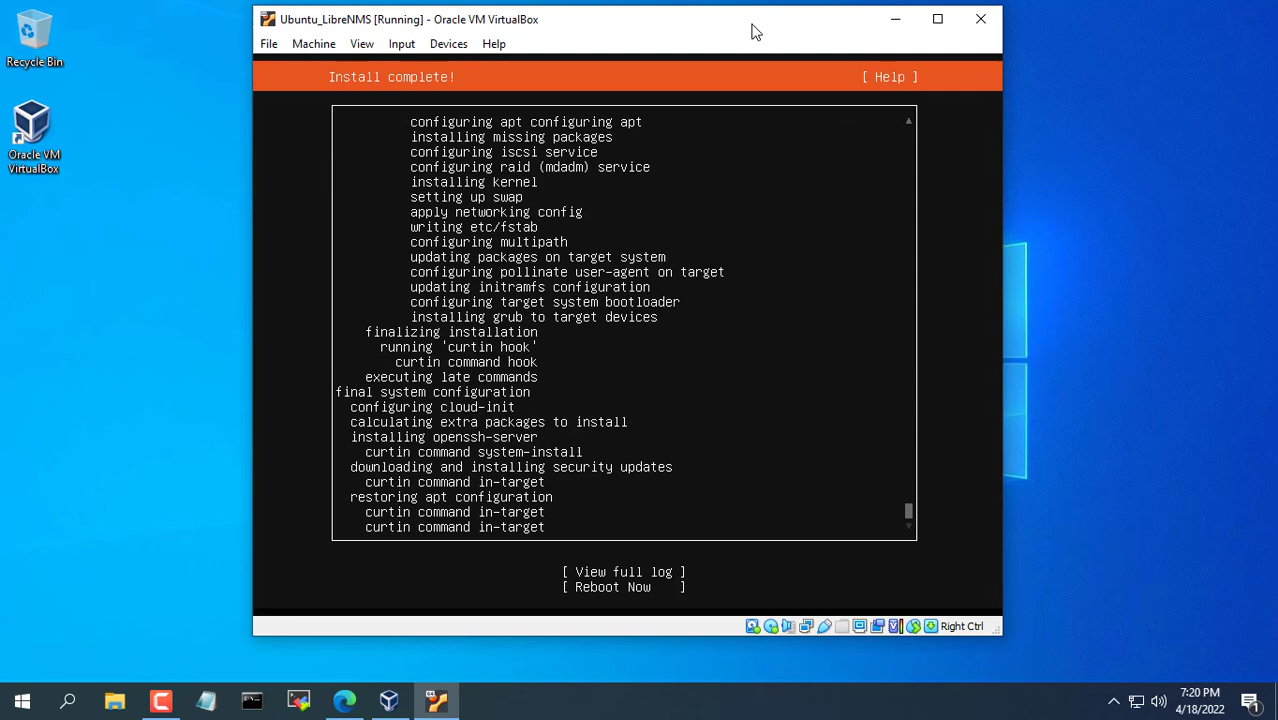 Recycle Bin
Oracle VM
VirtualBox
Ubuntu_LibreNMS [Running] - Oracle VM VirtualBox
File Machine View Input Devices Help
Install complete! [ Help ]
configuring apt configuring apt
installing missing packages
configuring iscsi service
configuring raid (mdadm) service
installing kernel
setting up swap
apply networking config
writing etc/fstab
configuring multipath
updating packages on target system
configuring pollinate user-agent on target
updating initramfs configuration
configuring target system bootloader
installing grub to target devices
finalizing installation
running 'curtin hook'
curtin command hook
executing late commands
final system configuration
configuring cloud-init
calculating extra packages to install
installing openssh-server
curtin command system-install
downloading and installing security updates
curtin command in-target
restoring apt configuration
curtin command in-target
curtin command in-target
[ View full log ]
[ Reboot Now ]
Right Ctrl
7:20 PM
4/18/2022
1